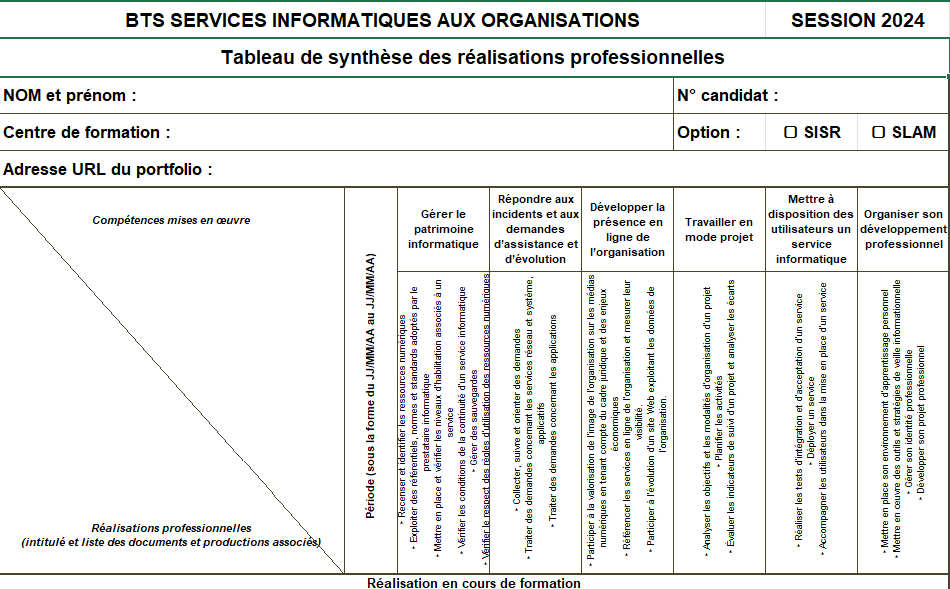 BTS SERVICES INFORMATIQUES AUX ORGANISATIONS
SESSION 2024
Tableau de synthèse des réalisations professionnelles
NOM et prénom :
N° candidat :
Centre de formation :
Option :
SISR
SLAM
Adresse URL du portfolio :
Compétences mises en œuvre
Réalisations professionnelles
(intitulé et liste des documents et productions associés)
Période (sous la forme du JJ/MM/AA au JJ/MM/AA)
Gérer le
patrimoine
informatique
Répondre aux
incidents et aux
demandes
d'assistance et
d'évolution
Développer la
présence en
ligne de
l'organisation
Travailler en
mode projet
Mettre à
disposition des
utilisateurs un
service
informatique
Organiser son
développement
professionnel
‣ Recenser et identifier les ressources numériques
‣ Exploiter des référentiels, normes et standards adoptés par le
prestataire informatique
‣ Mettre en place et vérifier les niveaux d'habilitation associés à un
service
‣ Vérifier les conditions de la continuité d'un service informatique
‣ Gérer des sauvegardes
‣ Vérifier le respect des règles d'utilisation des ressources numériques
‣ Collecter, suivre et orienter des demandes
‣ Traiter des demandes concernant les services réseau et système,
applicatifs
‣ Traiter des demandes concernant les applications
‣ Participer à la valorisation de l'image de l'organisation sur les médias
numériques en tenant compte du cadre juridique et des enjeux
économiques
‣ Référencer les services en ligne de l'organisation et mesurer leur
visibilité.
‣ Participer à l'évolution d'un site Web exploitant les données de
l'organisation.
‣ Analyser les objectifs et les modalités d'organisation d'un projet
‣ Planifier les activités
‣ Évaluer les indicateurs de suivi d'un projet et analyser les écarts
‣ Réaliser les tests d'intégration et d'acceptation d'un service
‣ Déployer un service
‣ Accompagner les utilisateurs dans la mise en place d'un service
‣ Mettre en place son environnement d'apprentissage personnel
‣ Mettre en œuvre des outils et stratégies de veille informationnelle
‣ Gérer son identité professionnelle
‣ Développer son projet professionnel
Réalisation en cours de formation